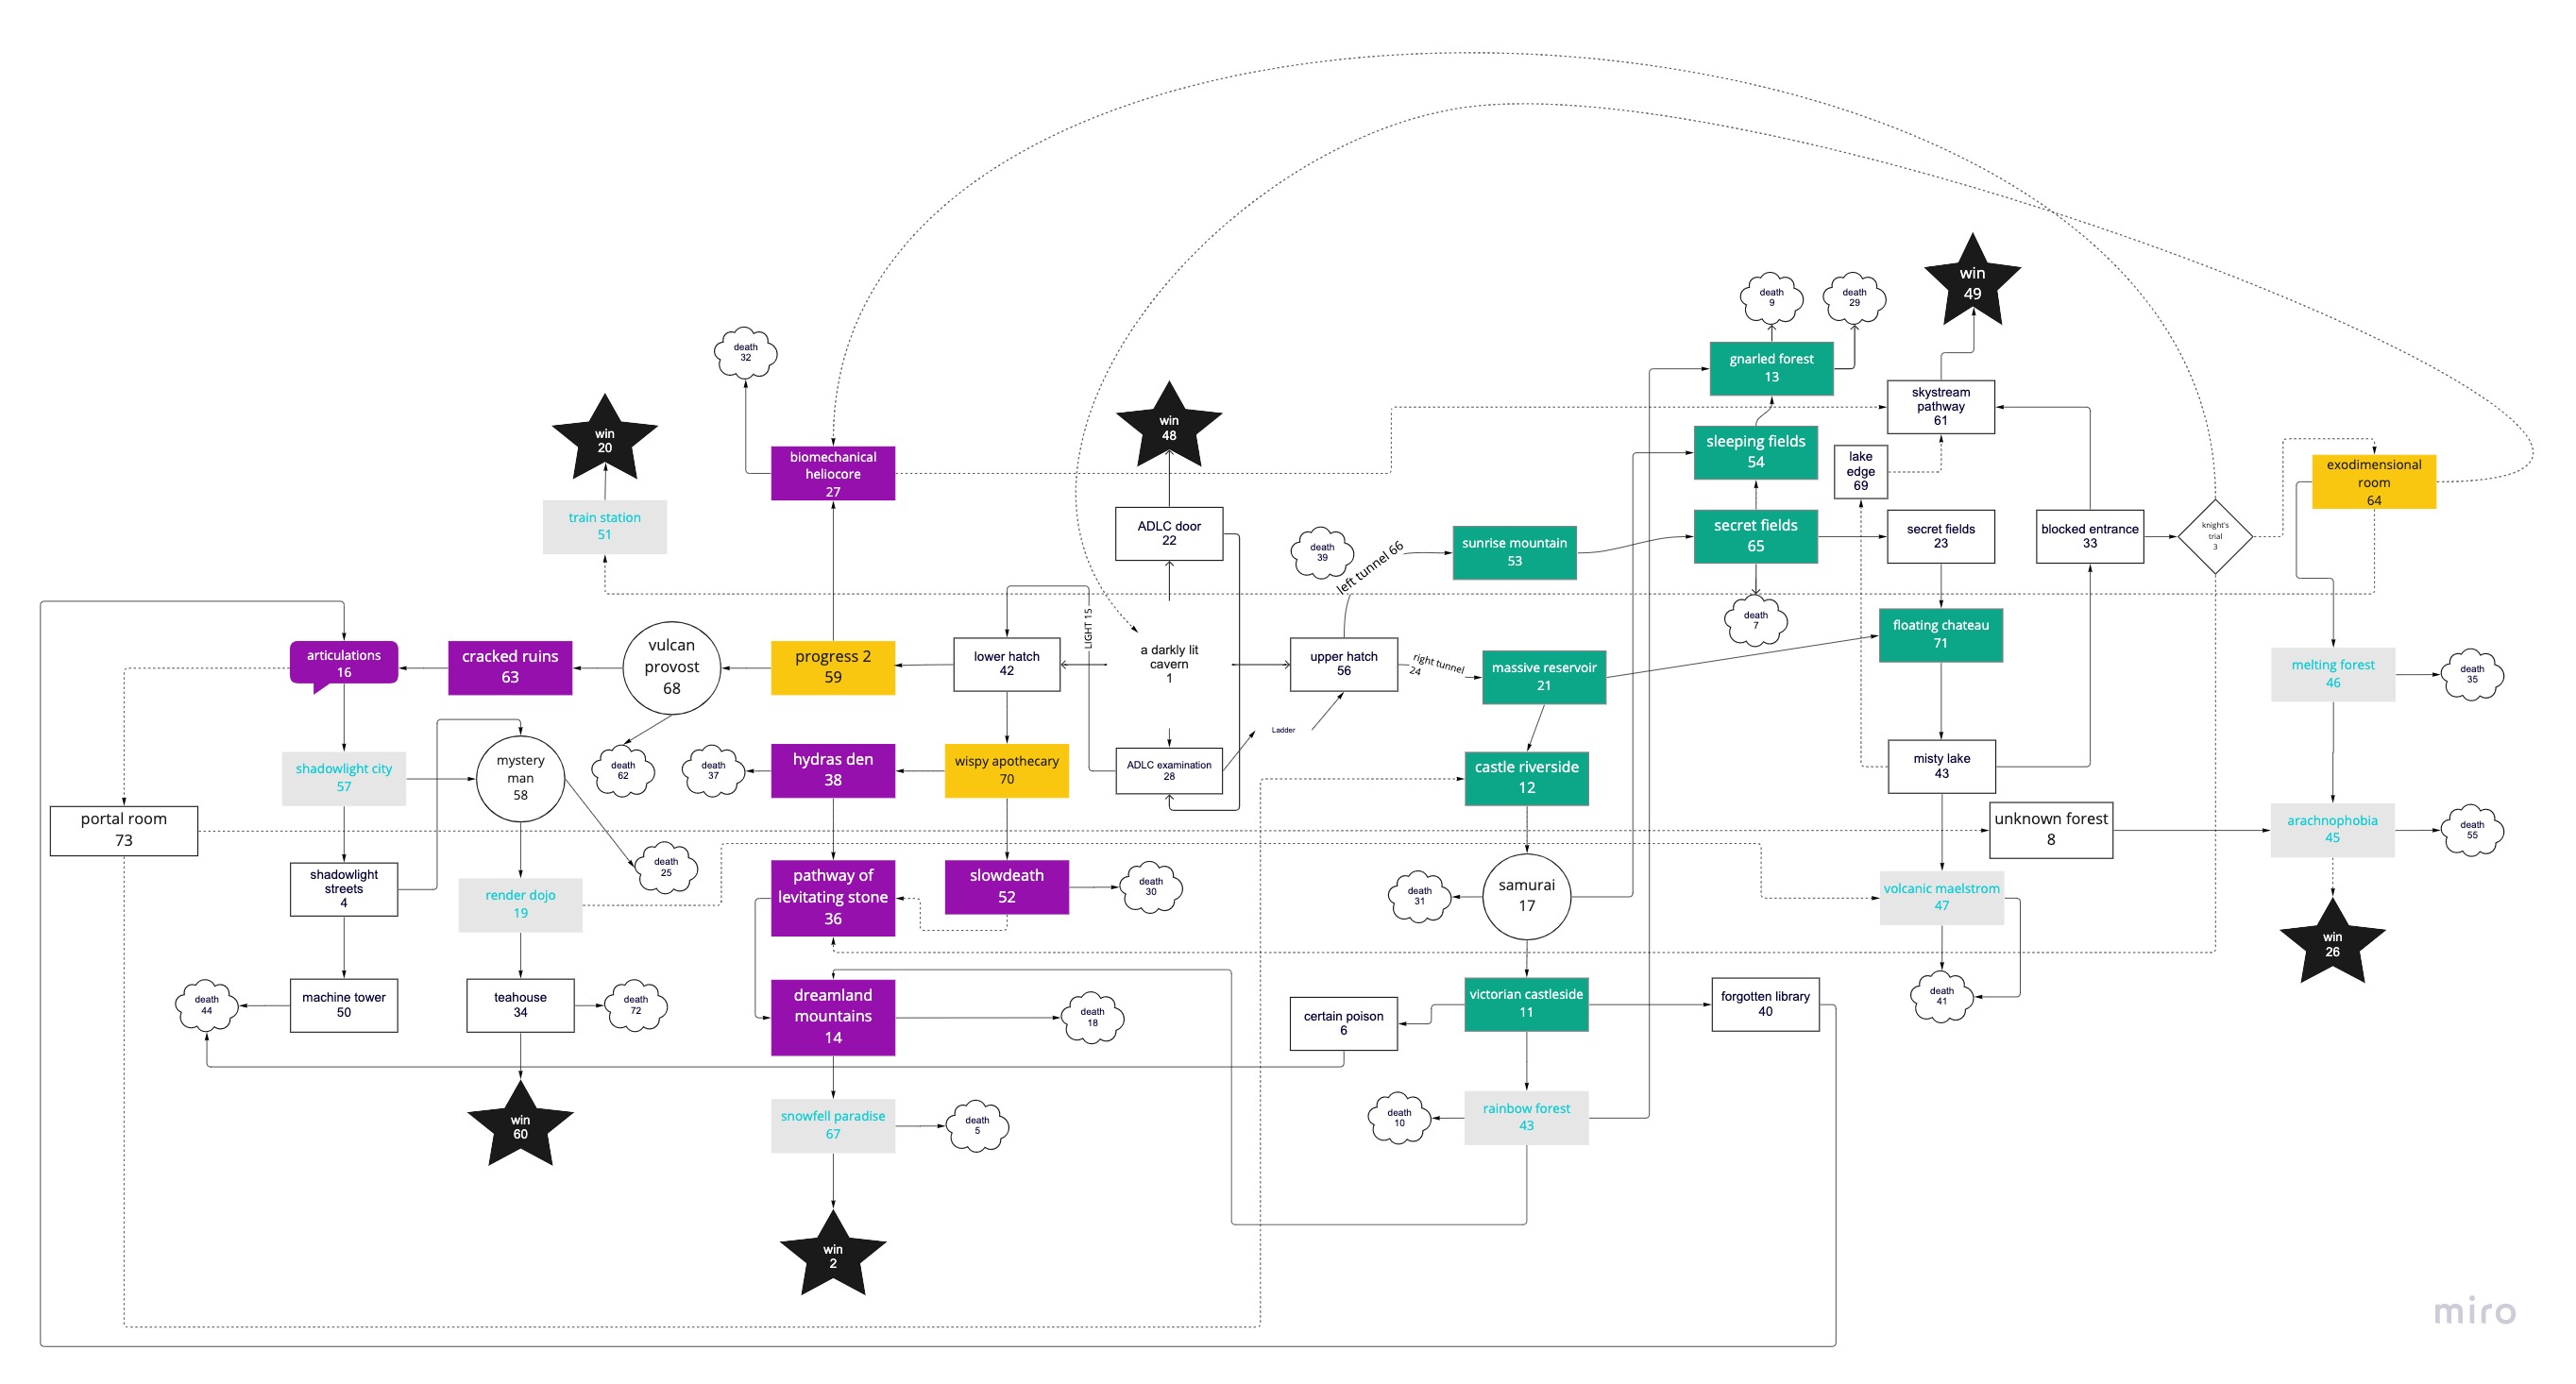 win
49
death
9
death
29
death
32
gnarled forest
13
win
20
win
48
skystream
pathway
61
biomechanical
heliocore
27
sleeping fields
54
lake
edge
69
exodimensional
room
64
train station
51
ADLC door
22
death
39
left tunnel 66
sunrise mountain
53
secret fields
65
secret fields
23
blocked entrance
33
knight's
trial
3
death
7
floating chateau
71
articulations
16
cracked ruins
63
vulcan
provost
68
progress 2
59
lower hatch
42
LIGHT 15
a darkly lit
cavern
1
upper hatch
56
right tunnel
24
massive reservoir
21
melting forest
46
death
35
Ladder
shadowlight city
57
mystery
man
58
death
62
death
37
hydras den
38
wispy apothecary
70
ADLC examination
28
castle riverside
12
misty lake
43
portal room
73
unknown forest
8
arachnophobia
45
death
55
shadowlight
streets
4
render dojo
19
death
25
pathway of
levitating stone
36
slowdeath
52
death
30
death
31
samurai
17
volcanic maelstrom
47
win
26
death
44
machine tower
50
teahouse
34
death
72
dreamland
mountains
14
death
18
certain poison
6
victorian castleside
11
forgotten library
40
death
41
win
60
snowfell paradise
67
death
5
death
10
rainbow forest
43
win
2
miro